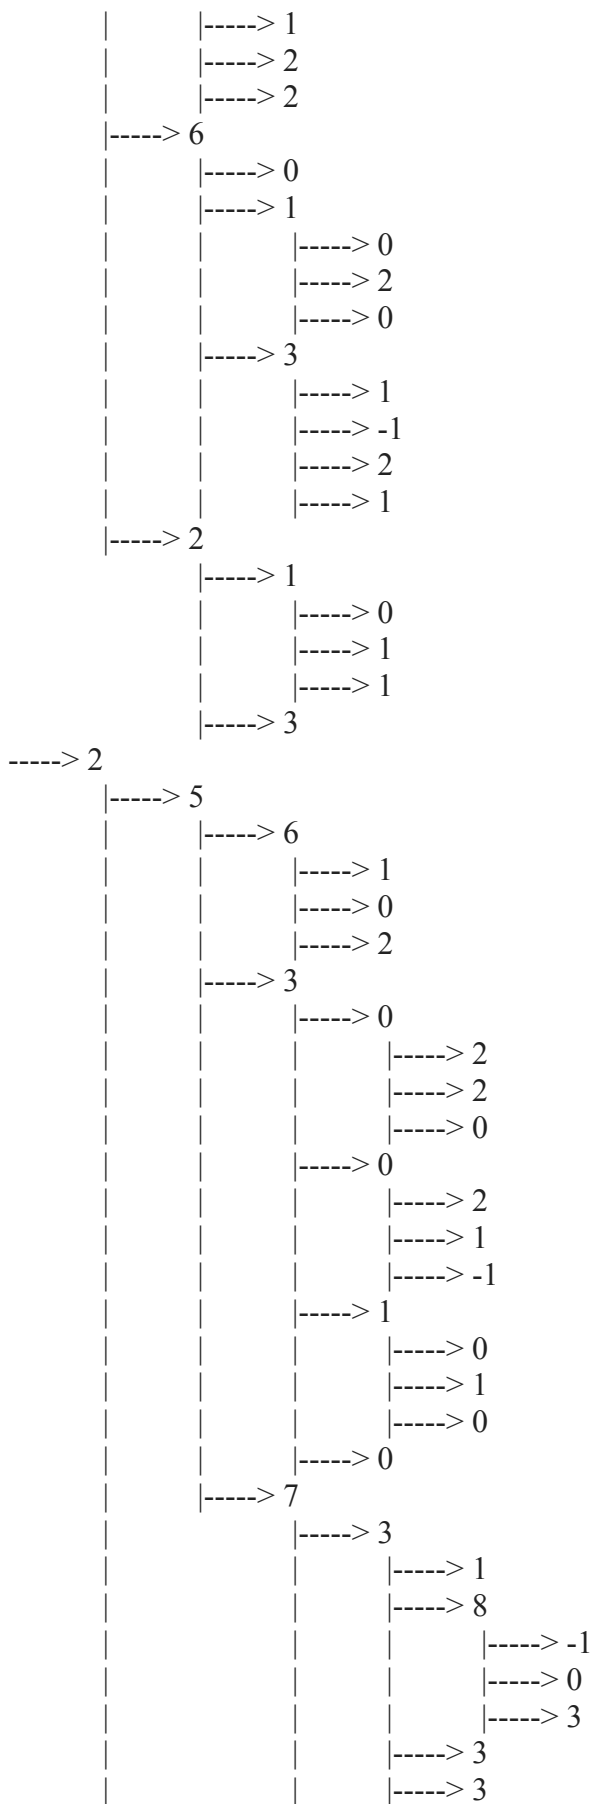 |         |-----> 1
|         |-----> 2
|         |-----> 2
|-----> 6
|         |-----> 0
|         |-----> 1
|         |         |-----> 0
|         |         |-----> 2
|         |         |-----> 0
|         |-----> 3
|         |         |-----> 1
|         |         |-----> -1
|         |         |-----> 2
|         |         |-----> 1
|-----> 2
          |-----> 1
          |         |-----> 0
          |         |-----> 1
          |         |-----> 1
          |-----> 3
-----> 2
|-----> 5
|         |-----> 6
|         |         |-----> 1
|         |         |-----> 0
|         |         |-----> 2
|         |-----> 3
|         |         |-----> 0
|         |         |         |-----> 2
|         |         |         |-----> 2
|         |         |         |-----> 0
|         |         |-----> 0
|         |         |         |-----> 2
|         |         |         |-----> 1
|         |         |         |-----> -1
|         |         |-----> 1
|         |         |         |-----> 0
|         |         |         |-----> 1
|         |         |         |-----> 0
|         |         |-----> 0
|         |-----> 7
|                   |-----> 3
|                   |         |-----> 1
|                   |         |-----> 8
|                   |         |         |-----> -1
|                   |         |         |-----> 0
|                   |         |         |-----> 3
|                   |         |-----> 3
|                   |         |-----> 3